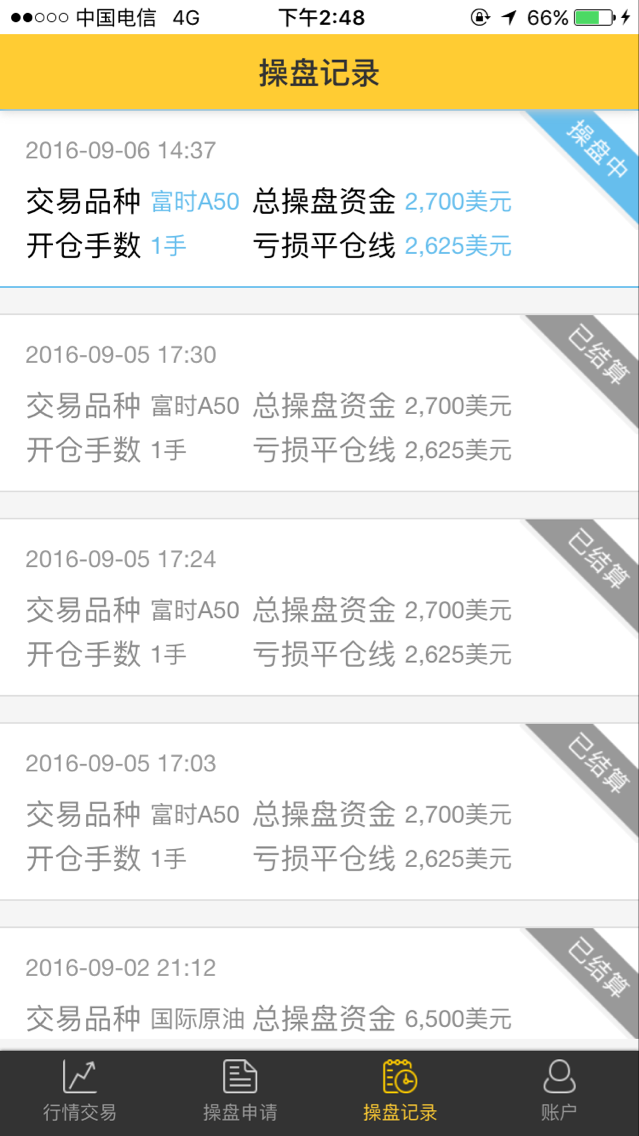 中国电信 4G 下午2:48 66%
操盘记录
2016-09-06 14:37
操盘中
交易品种 富时A50 总操盘资金 2,700美元
开仓手数 1手 亏损平仓线 2,625美元
2016-09-05 17:30
已结算
交易品种 富时A50 总操盘资金 2,700美元
开仓手数 1手 亏损平仓线 2,625美元
2016-09-05 17:24
已结算
交易品种 富时A50 总操盘资金 2,700美元
开仓手数 1手 亏损平仓线 2,625美元
2016-09-05 17:03
已结算
交易品种 富时A50 总操盘资金 2,700美元
开仓手数 1手 亏损平仓线 2,625美元
2016-09-02 21:12
已结算
交易品种 国际原油 总操盘资金 6,500美元
行情交易 操盘申请 操盘记录 账户